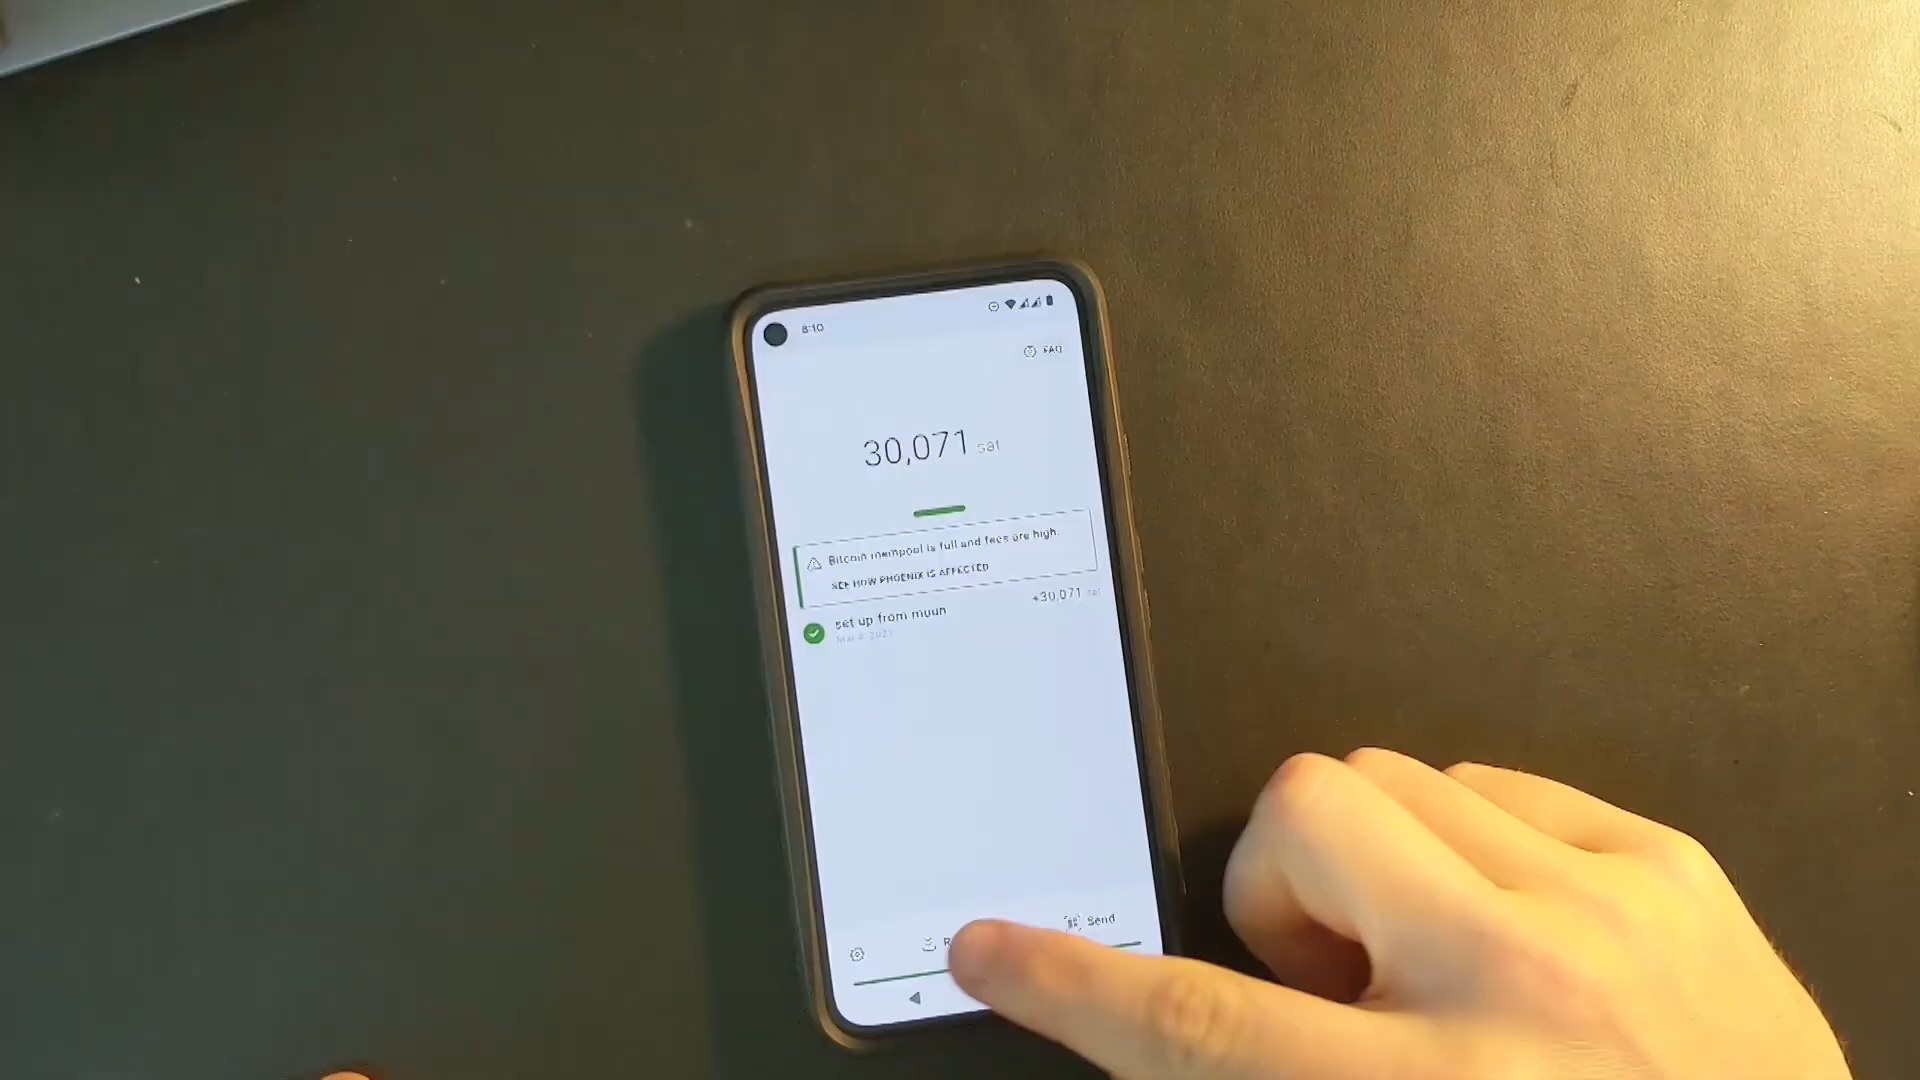 8:10
FAQ
30,071 sat
Bitcoin mempool is full and fees are high.
SEE HOW PHOENIX IS AFFECTED
set up from muun
+30,071 sat
Send